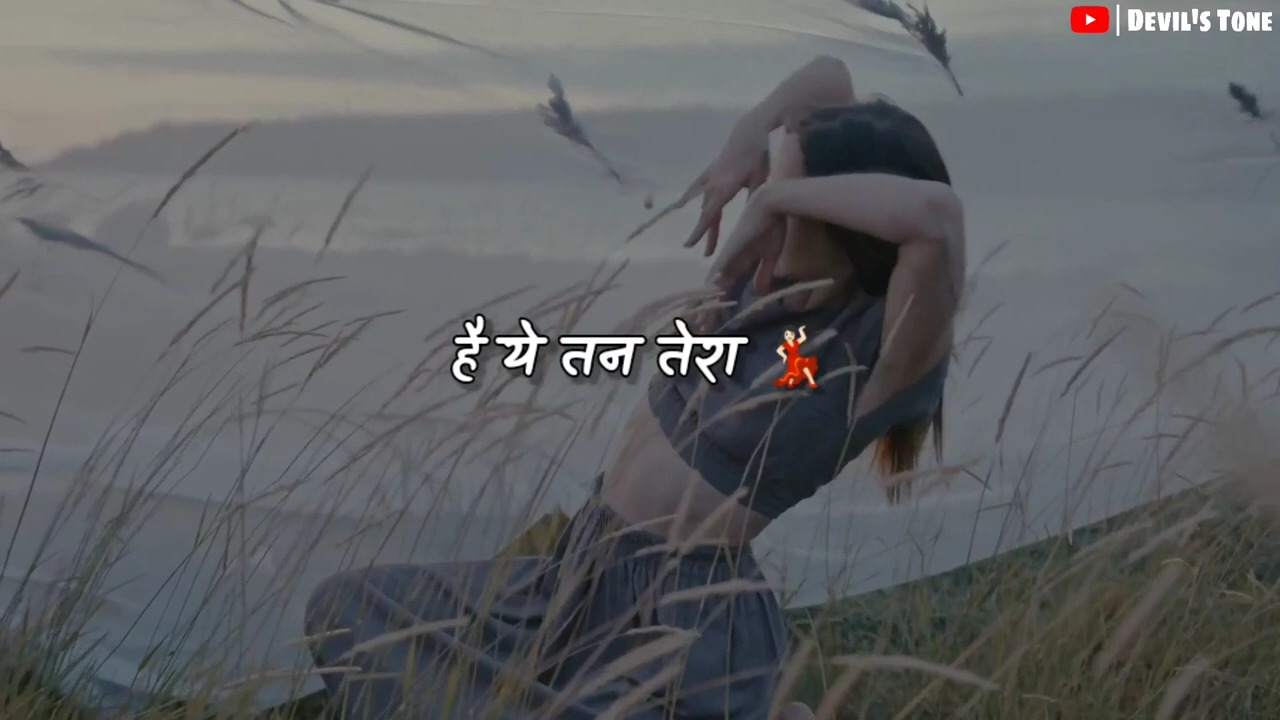 | Devil's Tone
है ये तन तेरा 💃🏻